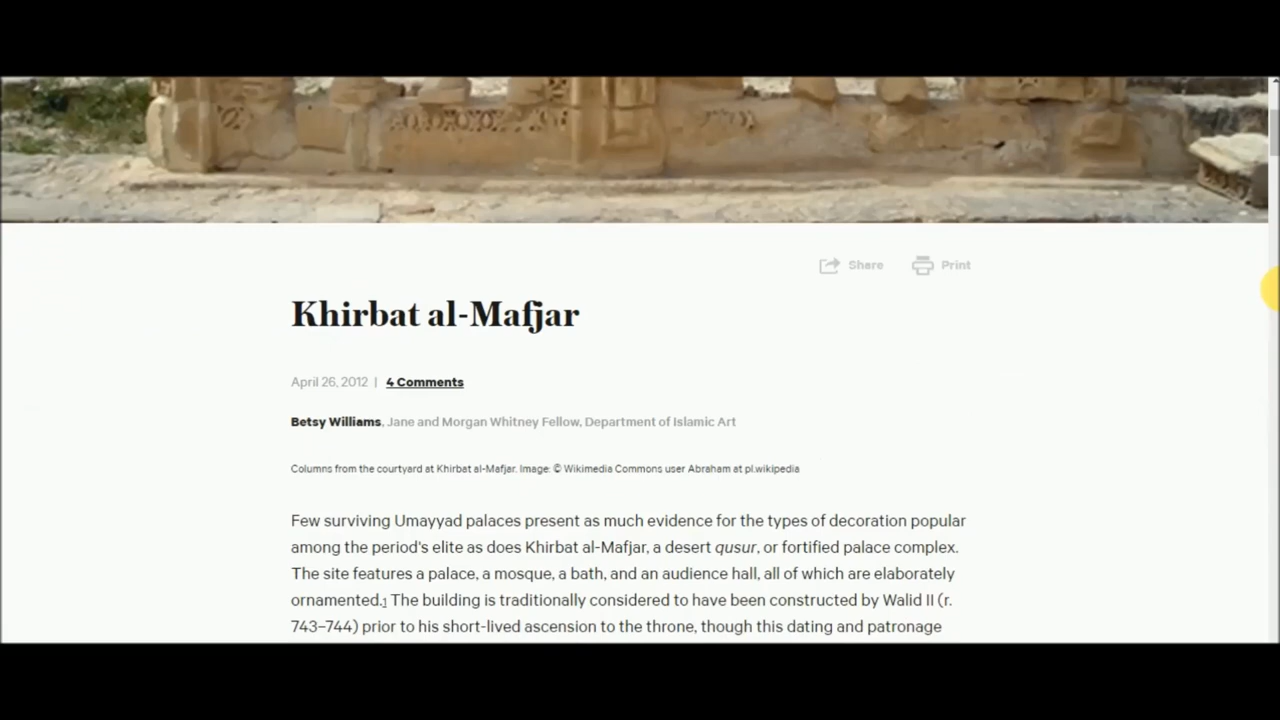 Share Print
Khirbat al-Mafjar
April 26, 2012 | 4 Comments
Betsy Williams, Jane and Morgan Whitney Fellow, Department of Islamic Art
Columns from the courtyard at Khirbat al-Mafjar. Image: © Wikimedia Commons user Abraham at pl.wikipedia
Few surviving Umayyad palaces present as much evidence for the types of decoration popular
among the period's elite as does Khirbat al-Mafjar, a desert qusur, or fortified palace complex.
The site features a palace, a mosque, a bath, and an audience hall, all of which are elaborately
ornamented.1 The building is traditionally considered to have been constructed by Walid II (r.
743–744) prior to his short-lived ascension to the throne, though this dating and patronage